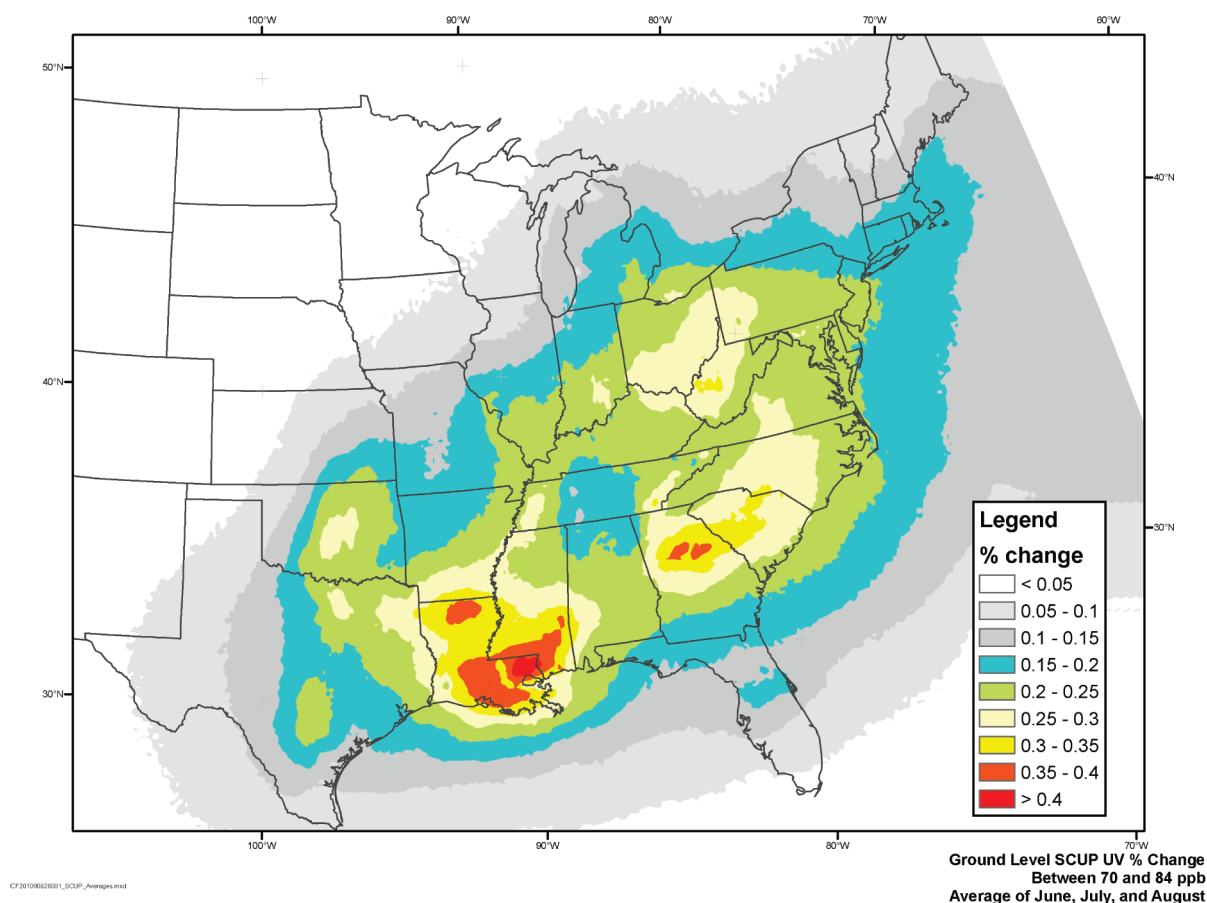 100°W 90°W 80°W 70°W 60°W
50°N
40°N
40°N
30°N
30°N
Legend
% change
< 0.05
0.05 - 0.1
0.1 - 0.15
0.15 - 0.2
0.2 - 0.25
0.25 - 0.3
0.3 - 0.35
0.35 - 0.4
> 0.4
100°W 90°W 80°W 70°W
Ground Level SCUP UV % Change
Between 70 and 84 ppb
Average of June, July, and August
ICF201000828001_SCUP_Averages.mxd